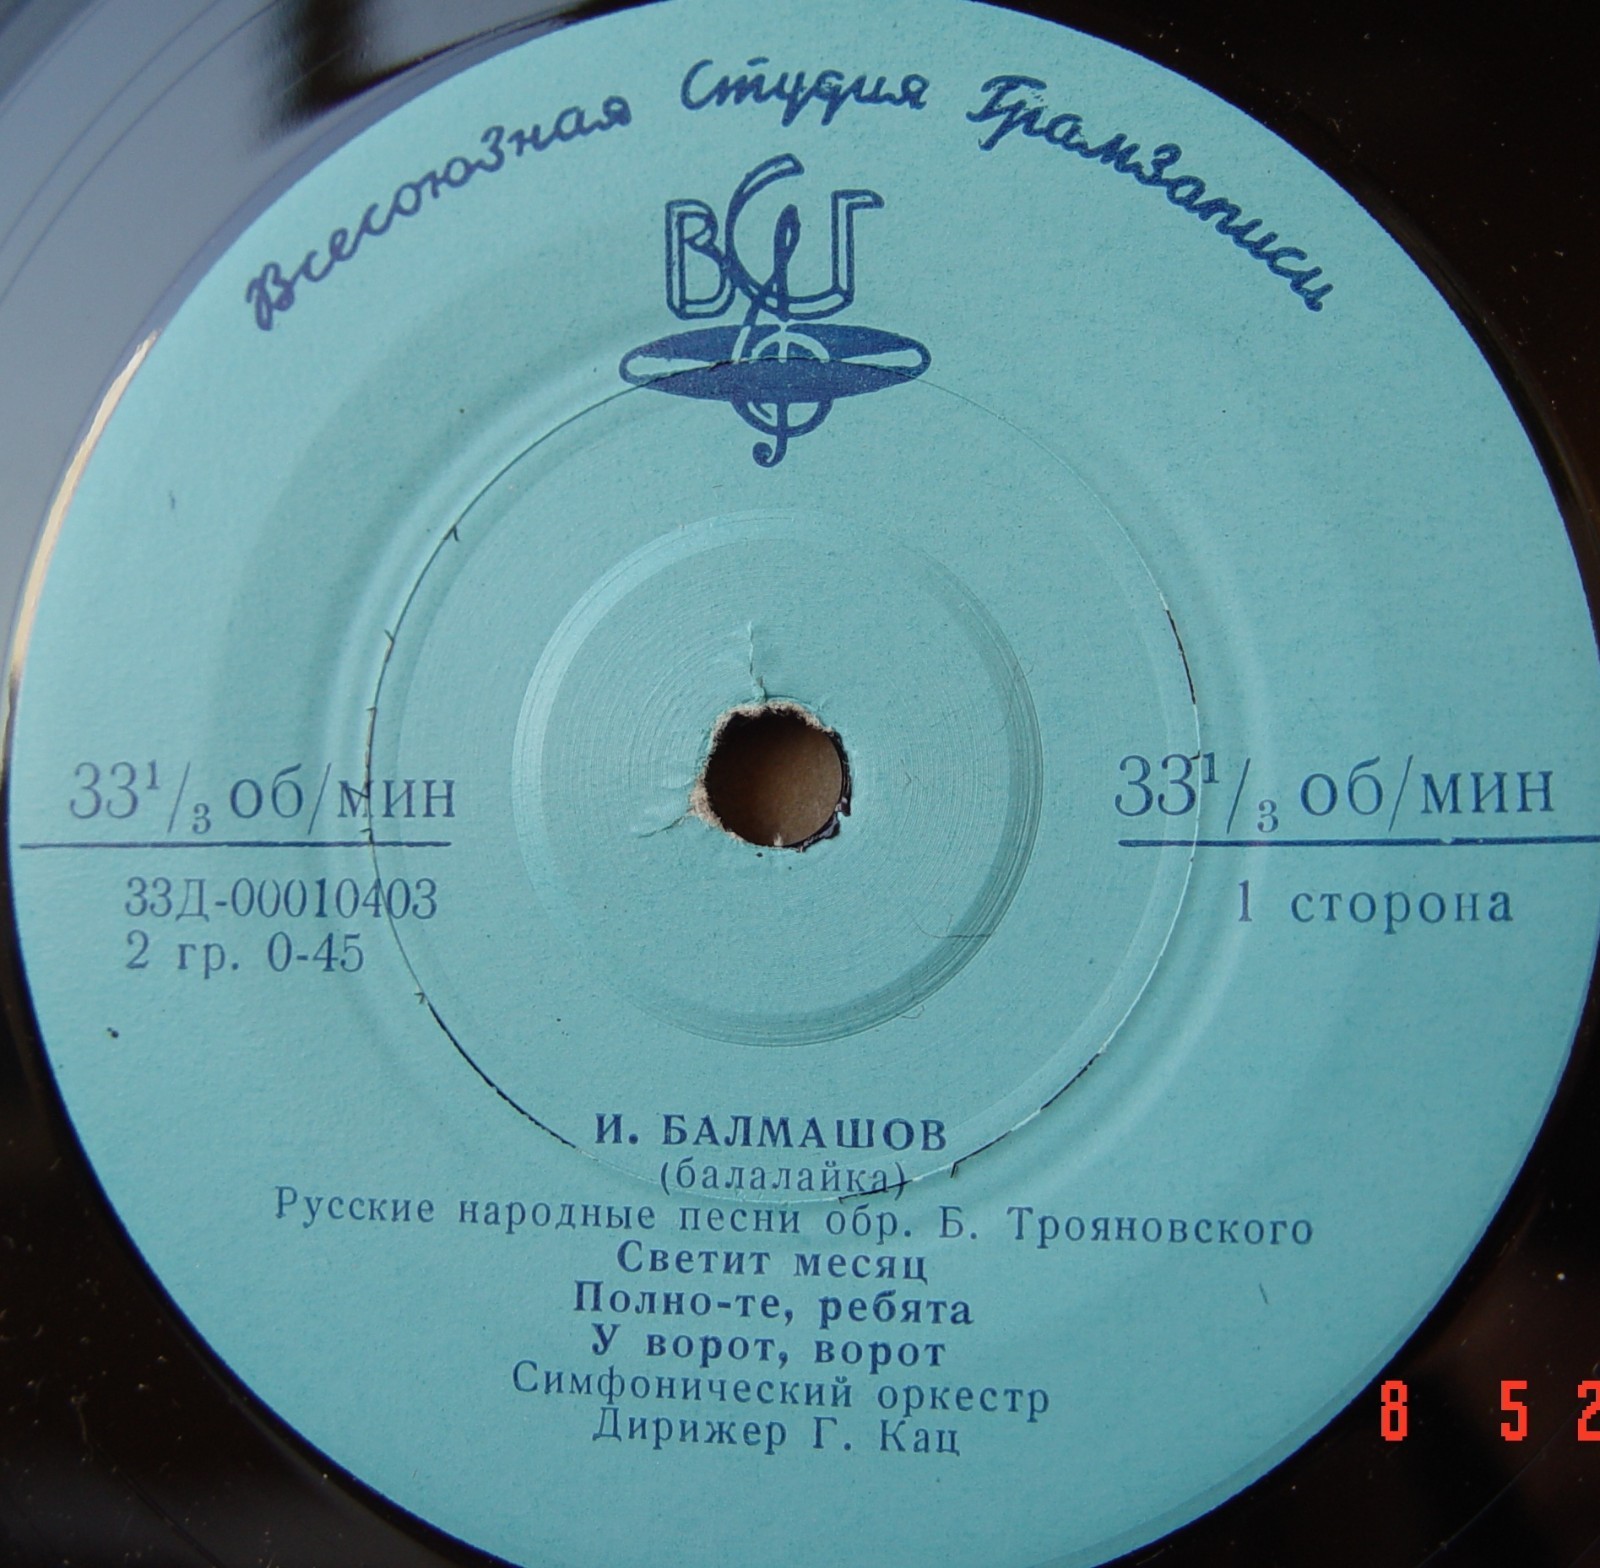 Всесоюзная Студия Грамзаписи
ВСГ
33 1/3 об/мин
33 1/3 об/мин
33Д-00010403
2 гр. 0-45
1 сторона
И. БАЛМАШОВ
(балалайка)
Русские народные песни обр. Б. Трояновского
Светит месяц
Полно-те, ребята
У ворот, ворот
Симфонический оркестр
Дирижер Г. Кац
8 5 2